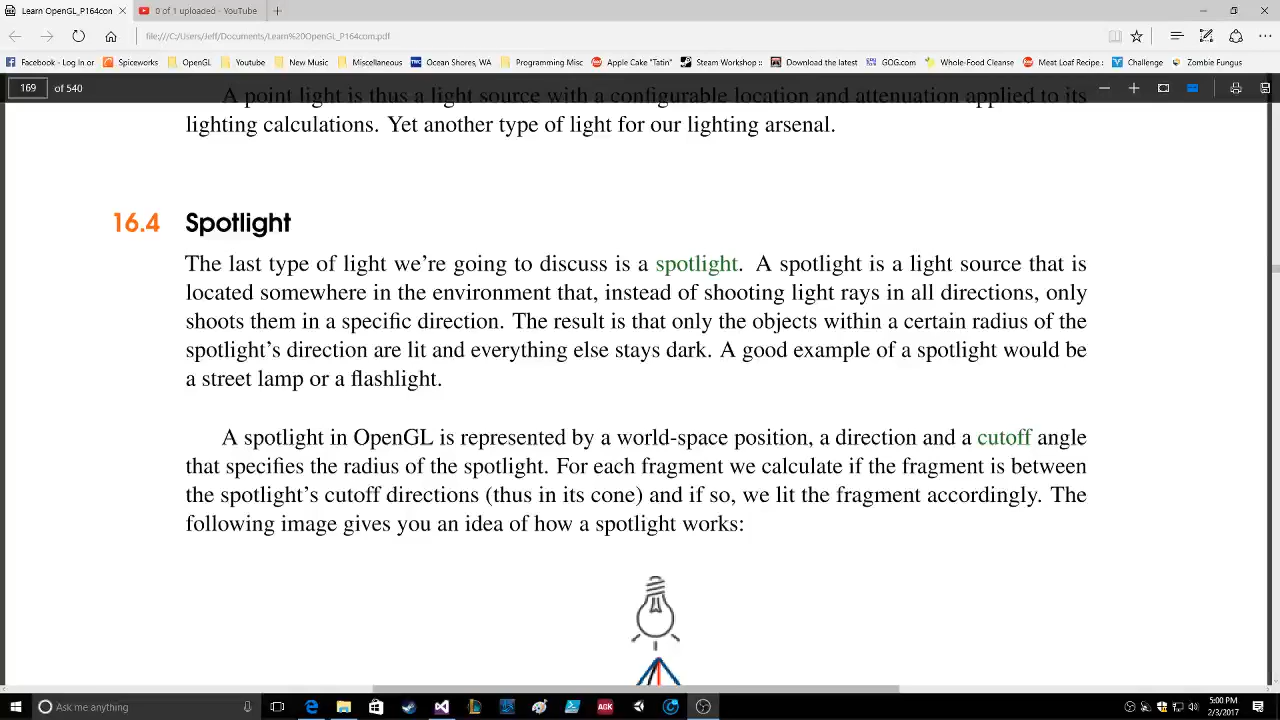 Learn OpenGL_P164com
0 of 1 uploaded - YouTube
file:///C:/Users/Jeff/Documents/Learn%20OpenGL_P164com.pdf
Facebook - Log In or
Spiceworks
OpenGL
Youtube
New Music
Miscellaneous
Ocean Shores, WA
Programming Misc
Apple Cake "Tatin"
Steam Workshop ::
Download the latest
GOG.com
Whole-Food Cleanse
Meat Loaf Recipe :
Challenge
Zombie Fungus
169 of 540
A point light is thus a light source with a configurable location and attenuation applied to its
lighting calculations. Yet another type of light for our lighting arsenal.
16.4 Spotlight
The last type of light we're going to discuss is a spotlight. A spotlight is a light source that is
located somewhere in the environment that, instead of shooting light rays in all directions, only
shoots them in a specific direction. The result is that only the objects within a certain radius of the
spotlight's direction are lit and everything else stays dark. A good example of a spotlight would be
a street lamp or a flashlight.
A spotlight in OpenGL is represented by a world-space position, a direction and a cutoff angle
that specifies the radius of the spotlight. For each fragment we calculate if the fragment is between
the spotlight's cutoff directions (thus in its cone) and if so, we lit the fragment accordingly. The
following image gives you an idea of how a spotlight works:
Ask me anything
AGK
5:00 PM
2/3/2017